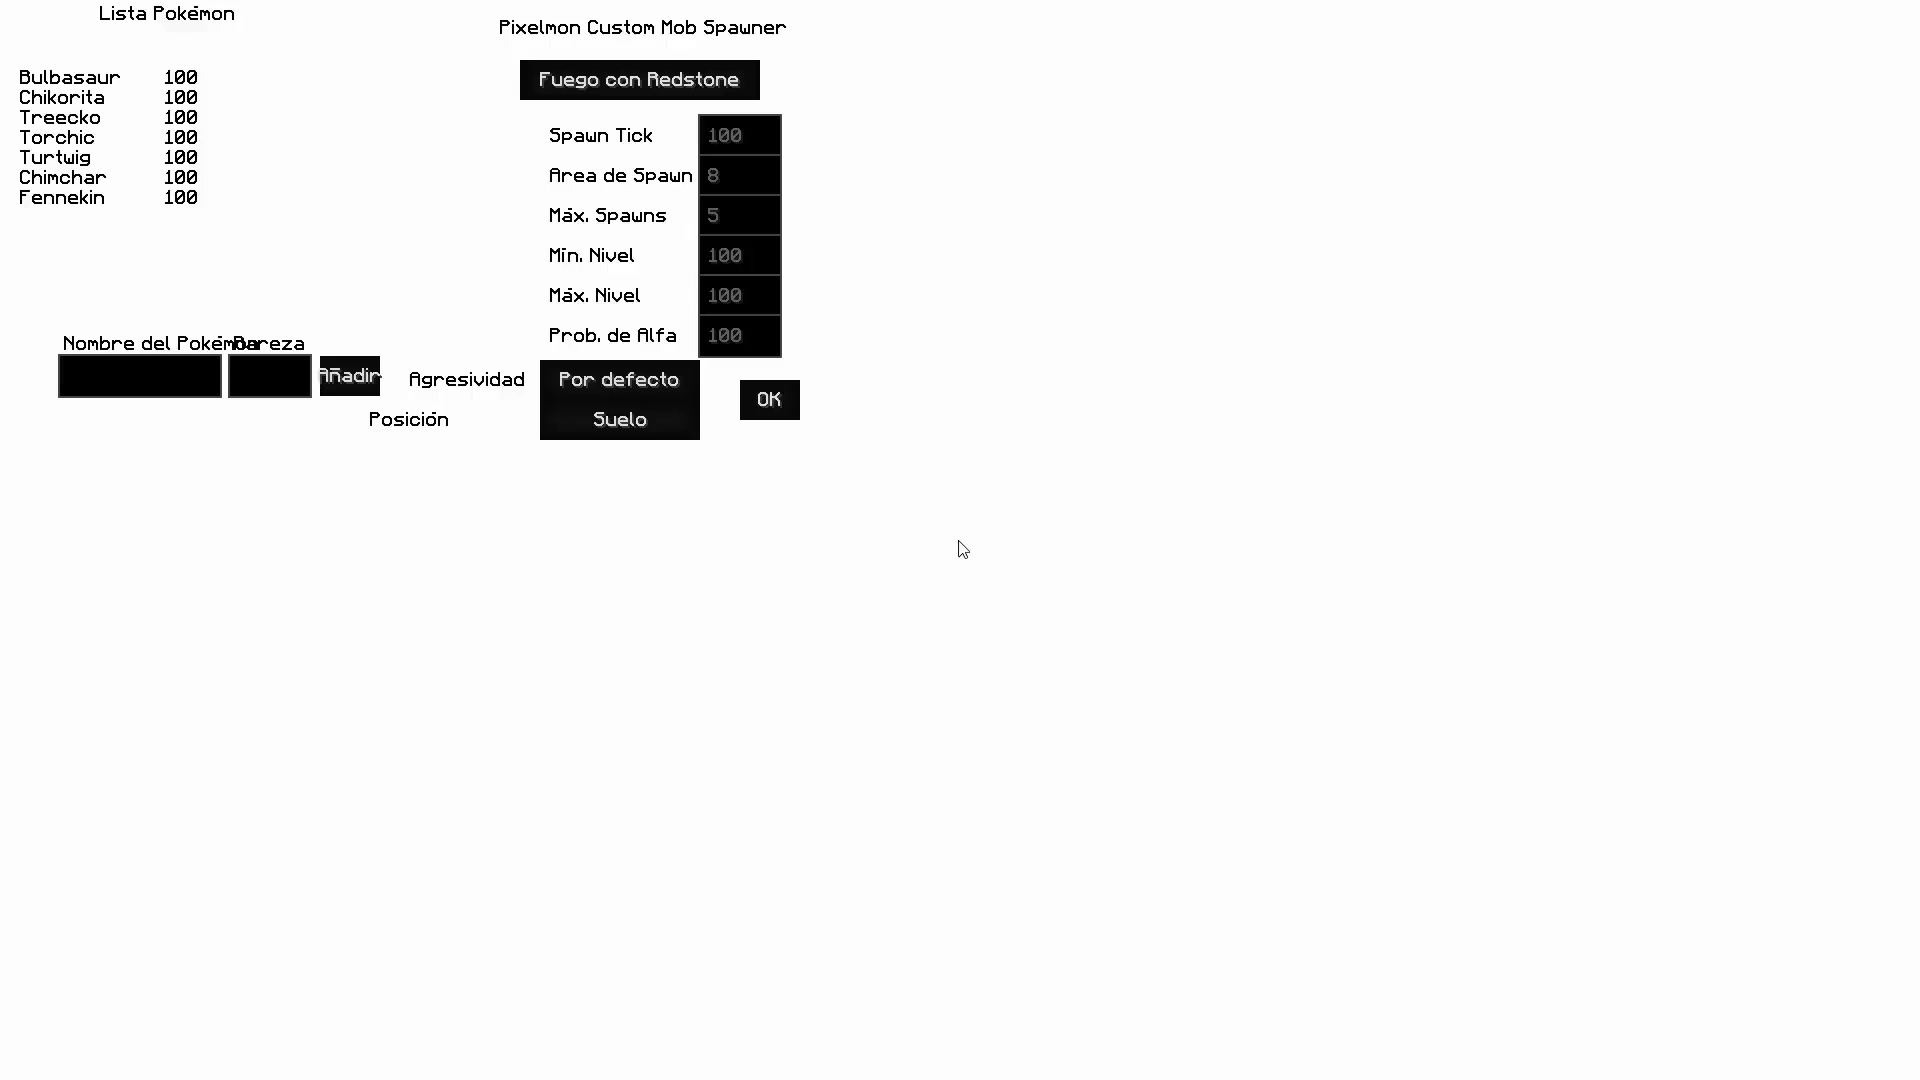 Lista Pokémon
Bulbasaur 100
Chikorita 100
Treecko 100
Torchic 100
Turtwig 100
Chimchar 100
Fennekin 100
Nombre del Pokémon Rareza
Añadir
Pixelmon Custom Mob Spawner
Fuego con Redstone
Spawn Tick 100
Area de Spawn 8
Máx. Spawns 5
Mín. Nivel 100
Máx. Nivel 100
Prob. de Alfa 100
Agresividad Por defecto
Posición Suelo
OK